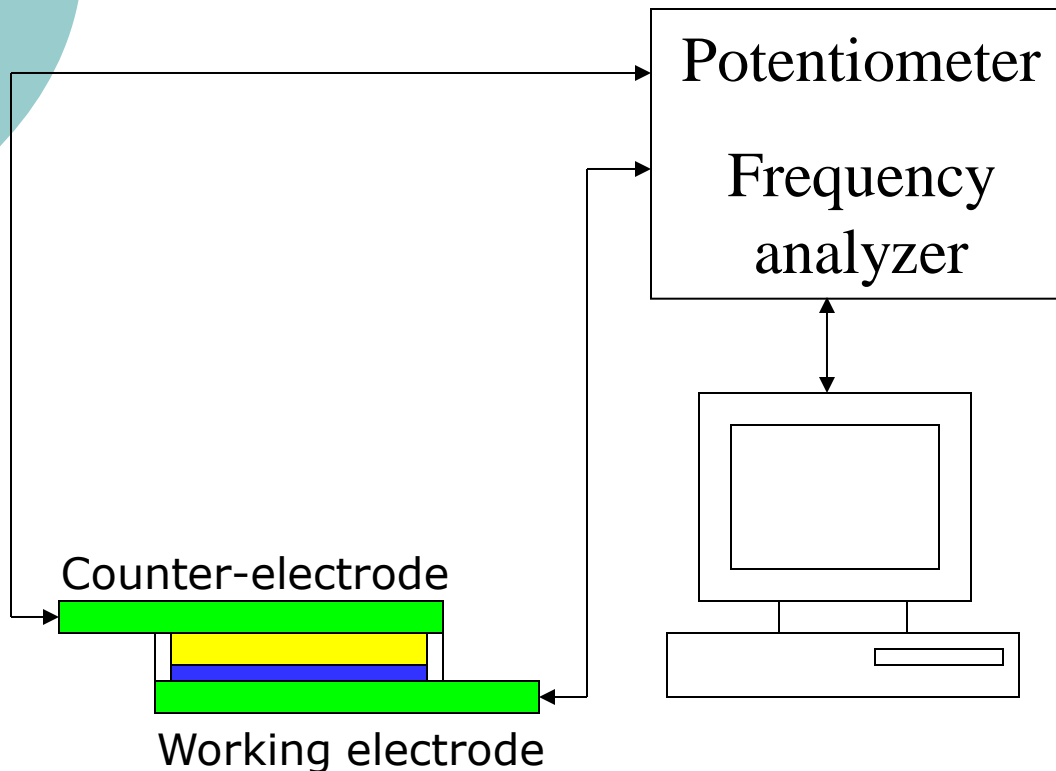 Potentiometer
Frequency
analyzer
Counter-electrode
Working electrode